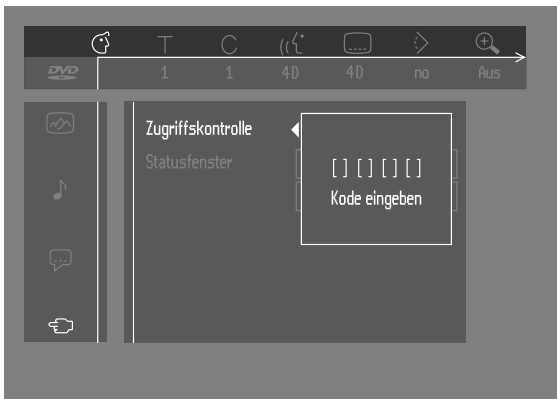 T C
DVD 1 1 4D 4D no Aus
Zugriffskontrolle
Statusfenster
[ ] [ ] [ ] [ ]
Kode eingeben